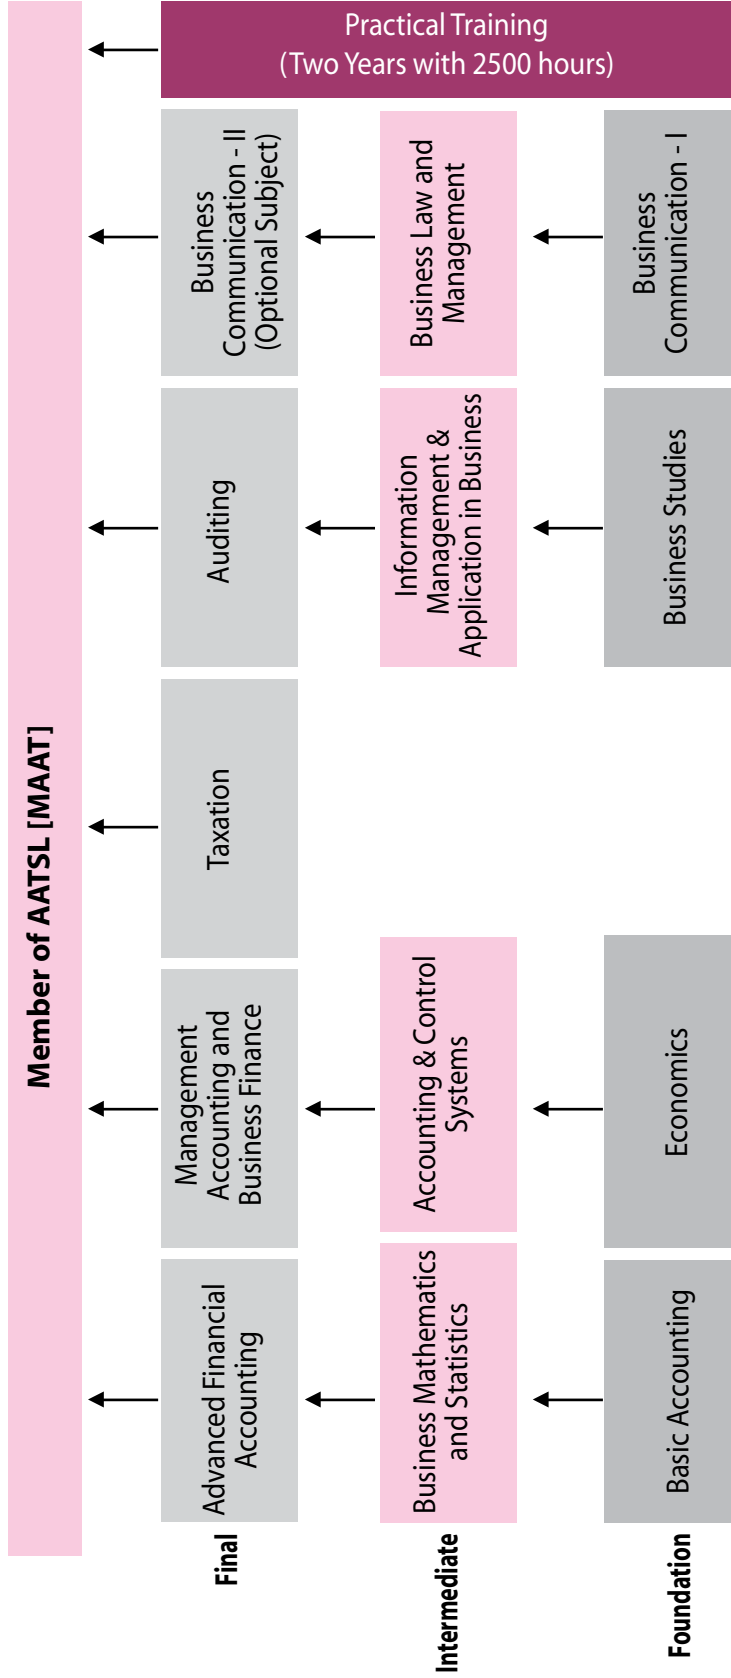 Member of AATSL [MAAT]
Final
Advanced Financial
Accounting
Management
Accounting and
Business Finance
Taxation
Auditing
Business
Communication - II
(Optional Subject)
Intermediate
Business Mathematics
and Statistics
Accounting & Control
Systems
Information
Management &
Application in Business
Business Law and
Management
Foundation
Basic Accounting
Economics
Business Studies
Business
Communication - I
Practical Training
(Two Years with 2500 hours)